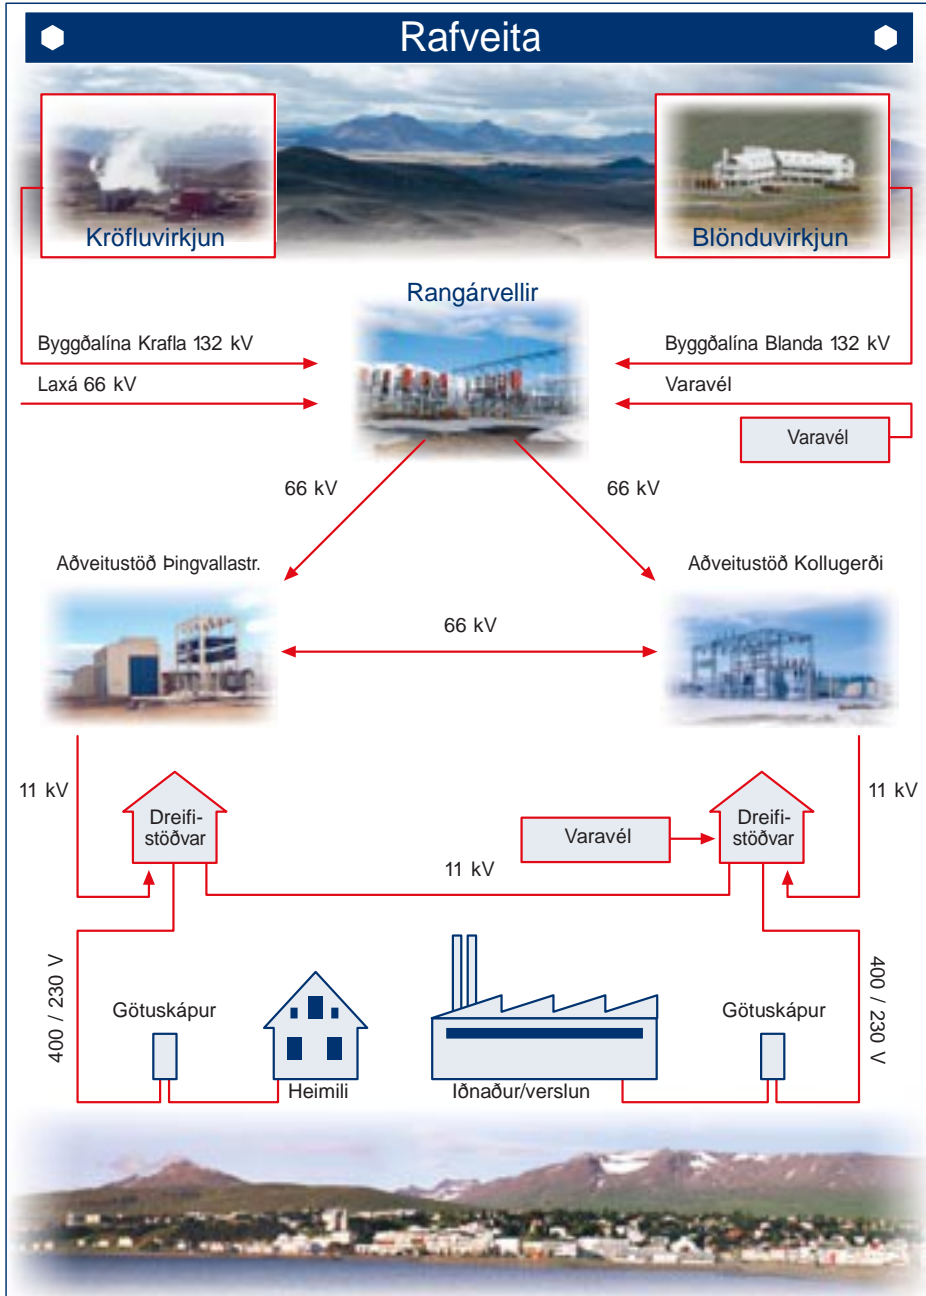 Rafveita
Kröfluvirkjun
Blönduvirkjun
Rangárvellir
Byggðalína Krafla 132 kV
Byggðalína Blanda 132 kV
Laxá 66 kV
Varavél
Varavél
66 kV
66 kV
Aðveitustöð Þingvallastr.
Aðveitustöð Kollugerði
66 kV
11 kV
11 kV
Dreifi-
stöðvar
Varavél
Dreifi-
stöðvar
11 kV
400 / 230 V
400 / 230 V
Götuskápur
Götuskápur
Heimili
Iðnaður/verslun